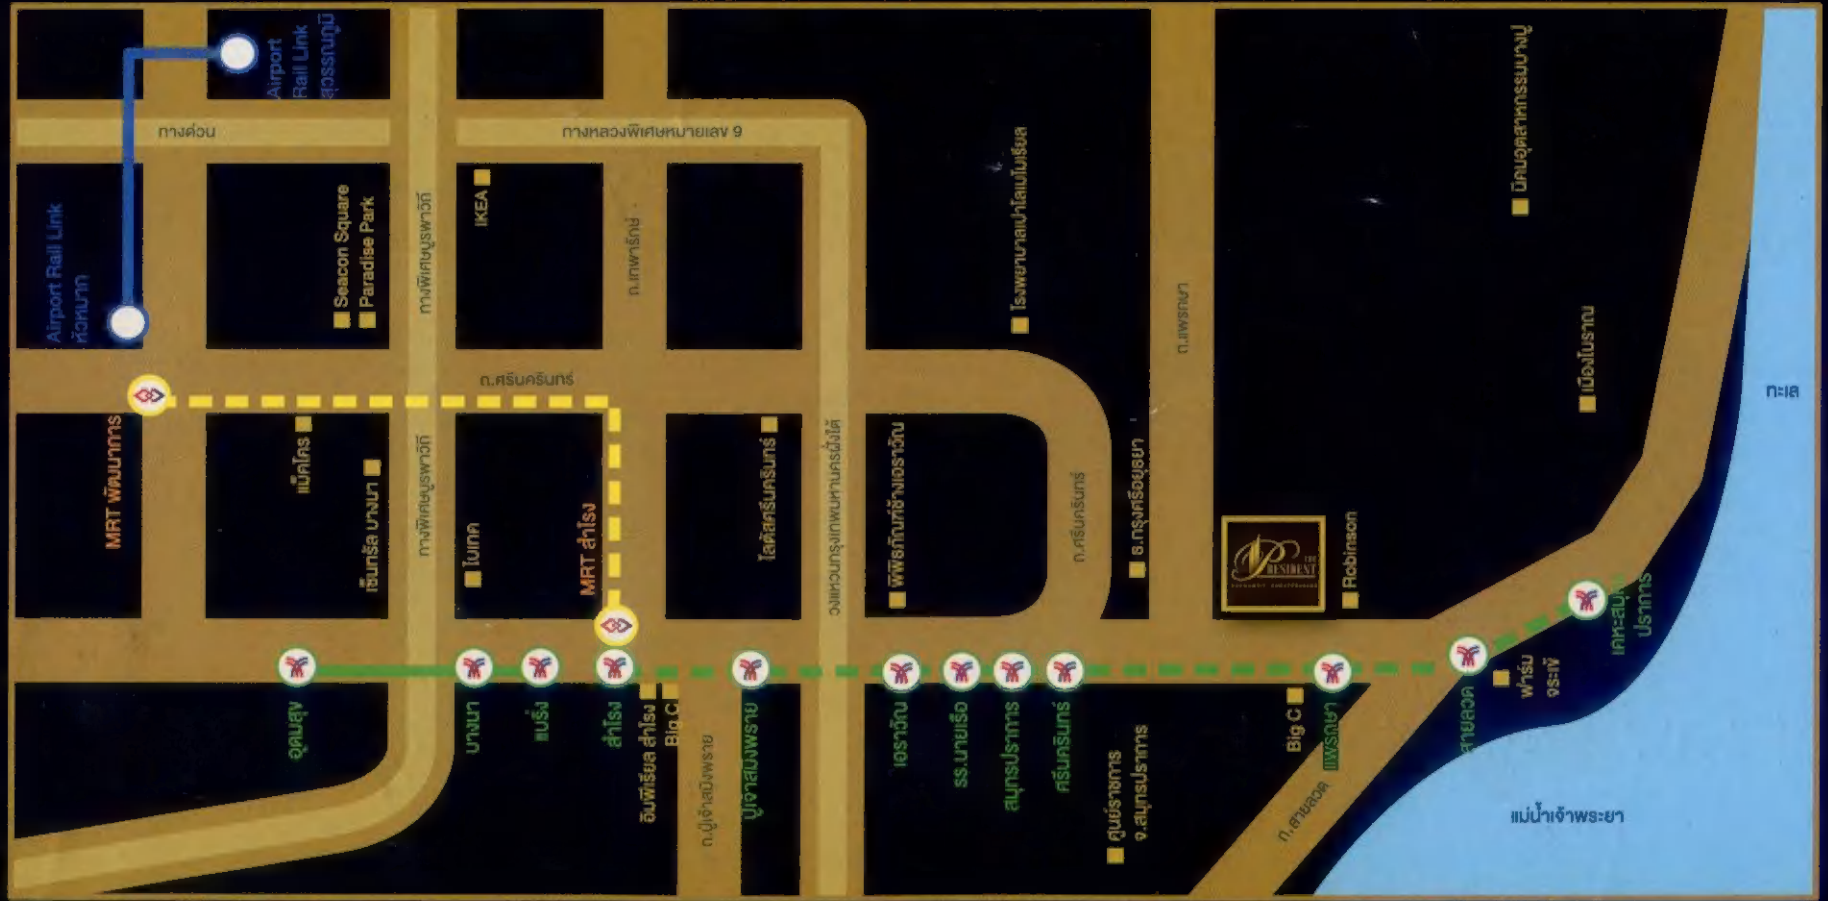 Airport
Rail Link
สุวรรณภูมิ
ทางด่วน
ทางหลวงพิเศษหมายเลข 9
Airport Rail Link
หัวหมาก
Seacon Square
Paradise Park
ทางพิเศษบูรพาวิถี
IKEA
ถ.เทพารักษ์
โรงพยาบาลเปาโลเมโมเรียล
ถ.แพรกษา
นิคมอุตสาหกรรมบางปู
เมืองโบราณ
ทะเล
ถ.ศรีนครินทร์
MRT พัฒนาการ
แม็คโคร
เซ็นทรัล บางนา
ทางพิเศษบูรพาวิถี
ไบเทค
MRT สำโรง
โลตัสศรีนครินทร์
วงแหวนกรุงเทพมหานครฝั่งใต้
พิพิธภัณฑ์ช้างเอราวัณ
ถ.ศรีนครินทร์
ธ.กรุงศรีอยุธยา
THE
PRESIDENT
Robinson
อุดมสุข
บางนา
แบริ่ง
สำโรง
อิมพีเรียล สำโรง
Big C
ถ.ปู่เจ้าสมิงพราย
ปู่เจ้าสมิงพราย
เอราวัณ
รร.นายเรือ
สมุทรปราการ
ศรีนครินทร์
ศูนย์ราชการ
จ.สมุทรปราการ
Big C
แพรกษา
ถ.สายลวด
สายลวด
ฟาร์ม
จระเข้
เคหะสมุทร
ปราการ
แม่น้ำเจ้าพระยา